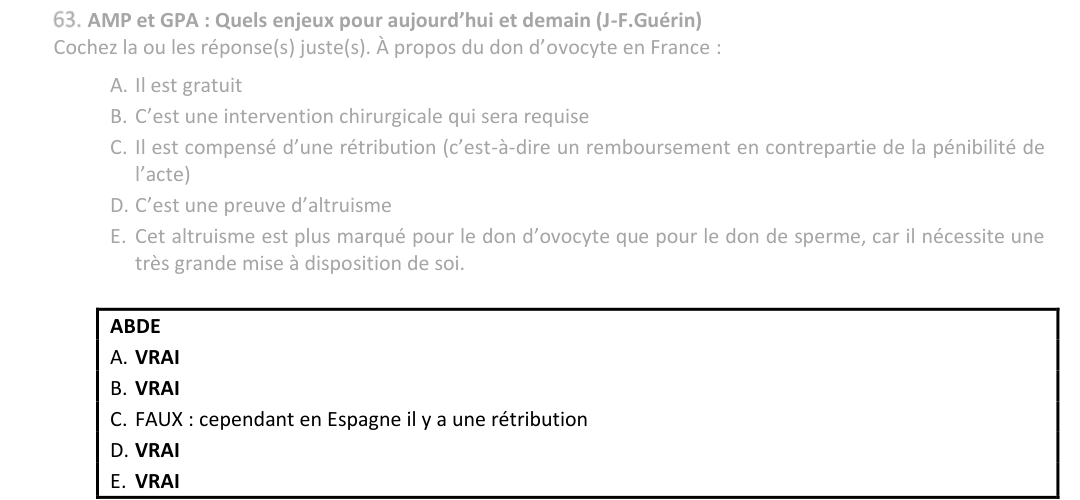 63. AMP et GPA : Quels enjeux pour aujourd’hui et demain (J-F.Guérin)
Cochez la ou les réponse(s) juste(s). À propos du don d’ovocyte en France :
A. Il est gratuit
B. C’est une intervention chirurgicale qui sera requise
C. Il est compensé d’une rétribution (c’est-à-dire un remboursement en contrepartie de la pénibilité de
l’acte)
D. C’est une preuve d’altruisme
E. Cet altruisme est plus marqué pour le don d’ovocyte que pour le don de sperme, car il nécessite une
très grande mise à disposition de soi.
ABDE
A. VRAI
B. VRAI
C. FAUX : cependant en Espagne il y a une rétribution
D. VRAI
E. VRAI